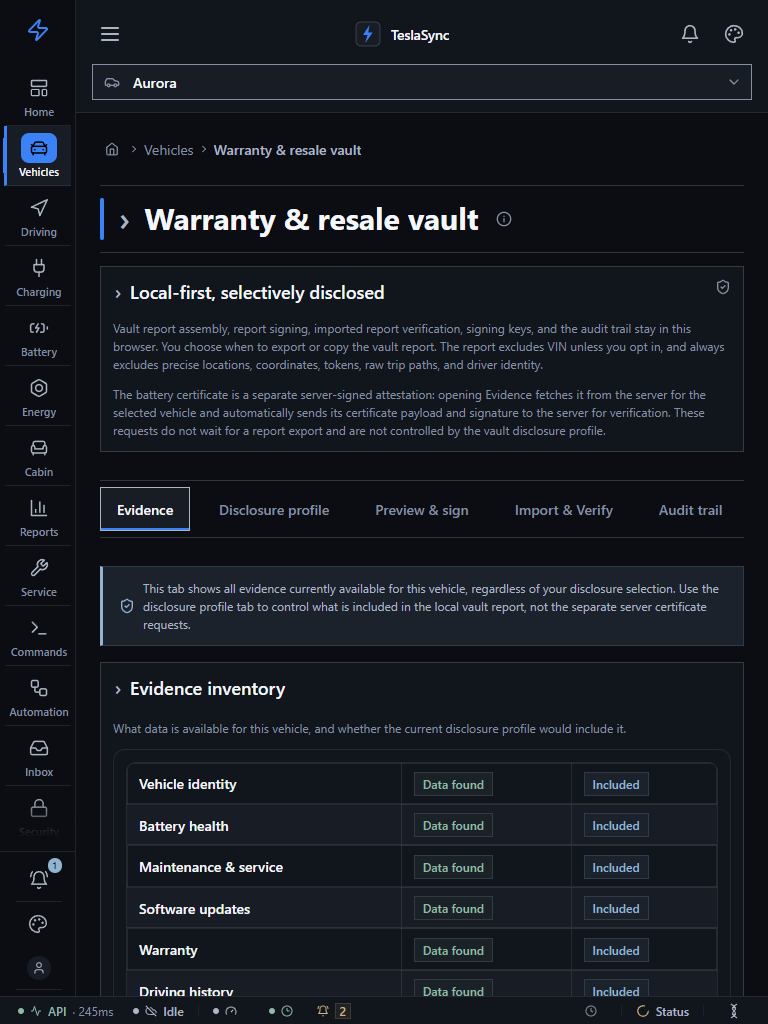 TeslaSync
Aurora
Home
Vehicles
Driving
Charging
Battery
Energy
Cabin
Reports
Service
Commands
Automation
Inbox
Security
1
Vehicles
Warranty & resale vault
Warranty & resale vault
Local-first, selectively disclosed
Vault report assembly, report signing, imported report verification, signing keys, and the audit trail stay in this
browser. You choose when to export or copy the vault report. The report excludes VIN unless you opt in, and always
excludes precise locations, coordinates, tokens, raw trip paths, and driver identity.
The battery certificate is a separate server-signed attestation: opening Evidence fetches it from the server for the
selected vehicle and automatically sends its certificate payload and signature to the server for verification. These
requests do not wait for a report export and are not controlled by the vault disclosure profile.
Evidence Disclosure profile Preview & sign Import & Verify Audit trail
This tab shows all evidence currently available for this vehicle, regardless of your disclosure selection. Use the
disclosure profile tab to control what is included in the local vault report, not the separate server certificate
requests.
Evidence inventory
What data is available for this vehicle, and whether the current disclosure profile would include it.
Vehicle identity Data found Included
Battery health Data found Included
Maintenance & service Data found Included
Software updates Data found Included
Warranty Data found Included
Driving history Data found Included
API · 245ms Idle 2 Status